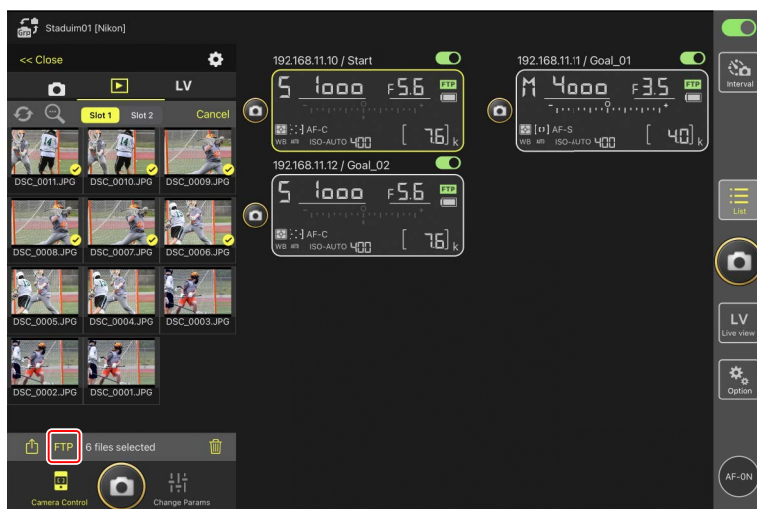 Grp
Staduim01 [Nikon]
<< Close
LV
Slot 1 Slot 2 Cancel
DSC_0011.JPG DSC_0010.JPG DSC_0009.JPG
DSC_0008.JPG DSC_0007.JPG DSC_0006.JPG
DSC_0005.JPG DSC_0004.JPG DSC_0003.JPG
DSC_0002.JPG DSC_0001.JPG
FTP 6 files selected
Camera Control Change Params
192.168.11.10 / Start
S 1000 F5.6 FTP
AF-C
WB ISO-AUTO 400 [ 7.6] k
192.168.11.11 / Goal_01
M 4000 F3.5 FTP
AF-S
WB ISO-AUTO 400 [ 4.0] k
192.168.11.12 / Goal_02
S 1000 F5.6 FTP
AF-C
WB ISO-AUTO 400 [ 7.6] k
Interval
List
LV
Live view
Option
AF-ON